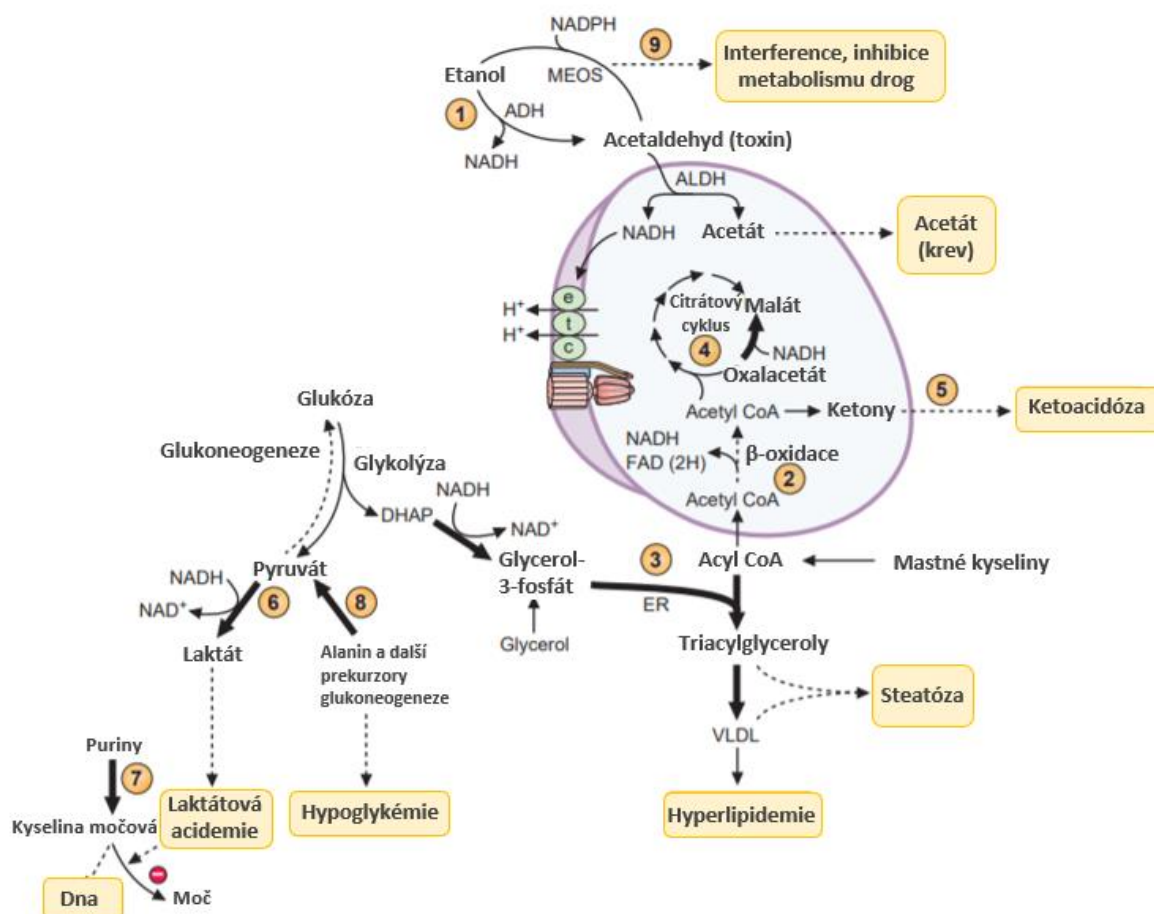 NADPH
9
Interference, inhibice
metabolismu drog
Etanol
MEOS
1
ADH
NADH
Acetaldehyd (toxin)
ALDH
NADH
Acetát
Acetát
(krev)
e
H+
t
H+
c
Citrátový
cyklus
Malát
4
NADH
Oxalacetát
Acetyl CoA
Ketony
5
Ketoacidóza
NADH
FAD (2H)
β-oxidace
2
Acetyl CoA
Glukóza
Glukoneogeneze
Glykolýza
NADH
DHAP
NAD+
Glycerol-
3-fosfát
3
Acyl CoA
Mastné kyseliny
ER
Glycerol
Pyruvát
NADH
NAD+
6
8
Laktát
Alanin a další
prekurzory
glukoneogeneze
Triacylglyceroly
Steatóza
VLDL
Puriny
7
Kyselina močová
Laktátová
acidemie
Hypoglykémie
Hyperlipidemie
Dna
Moč